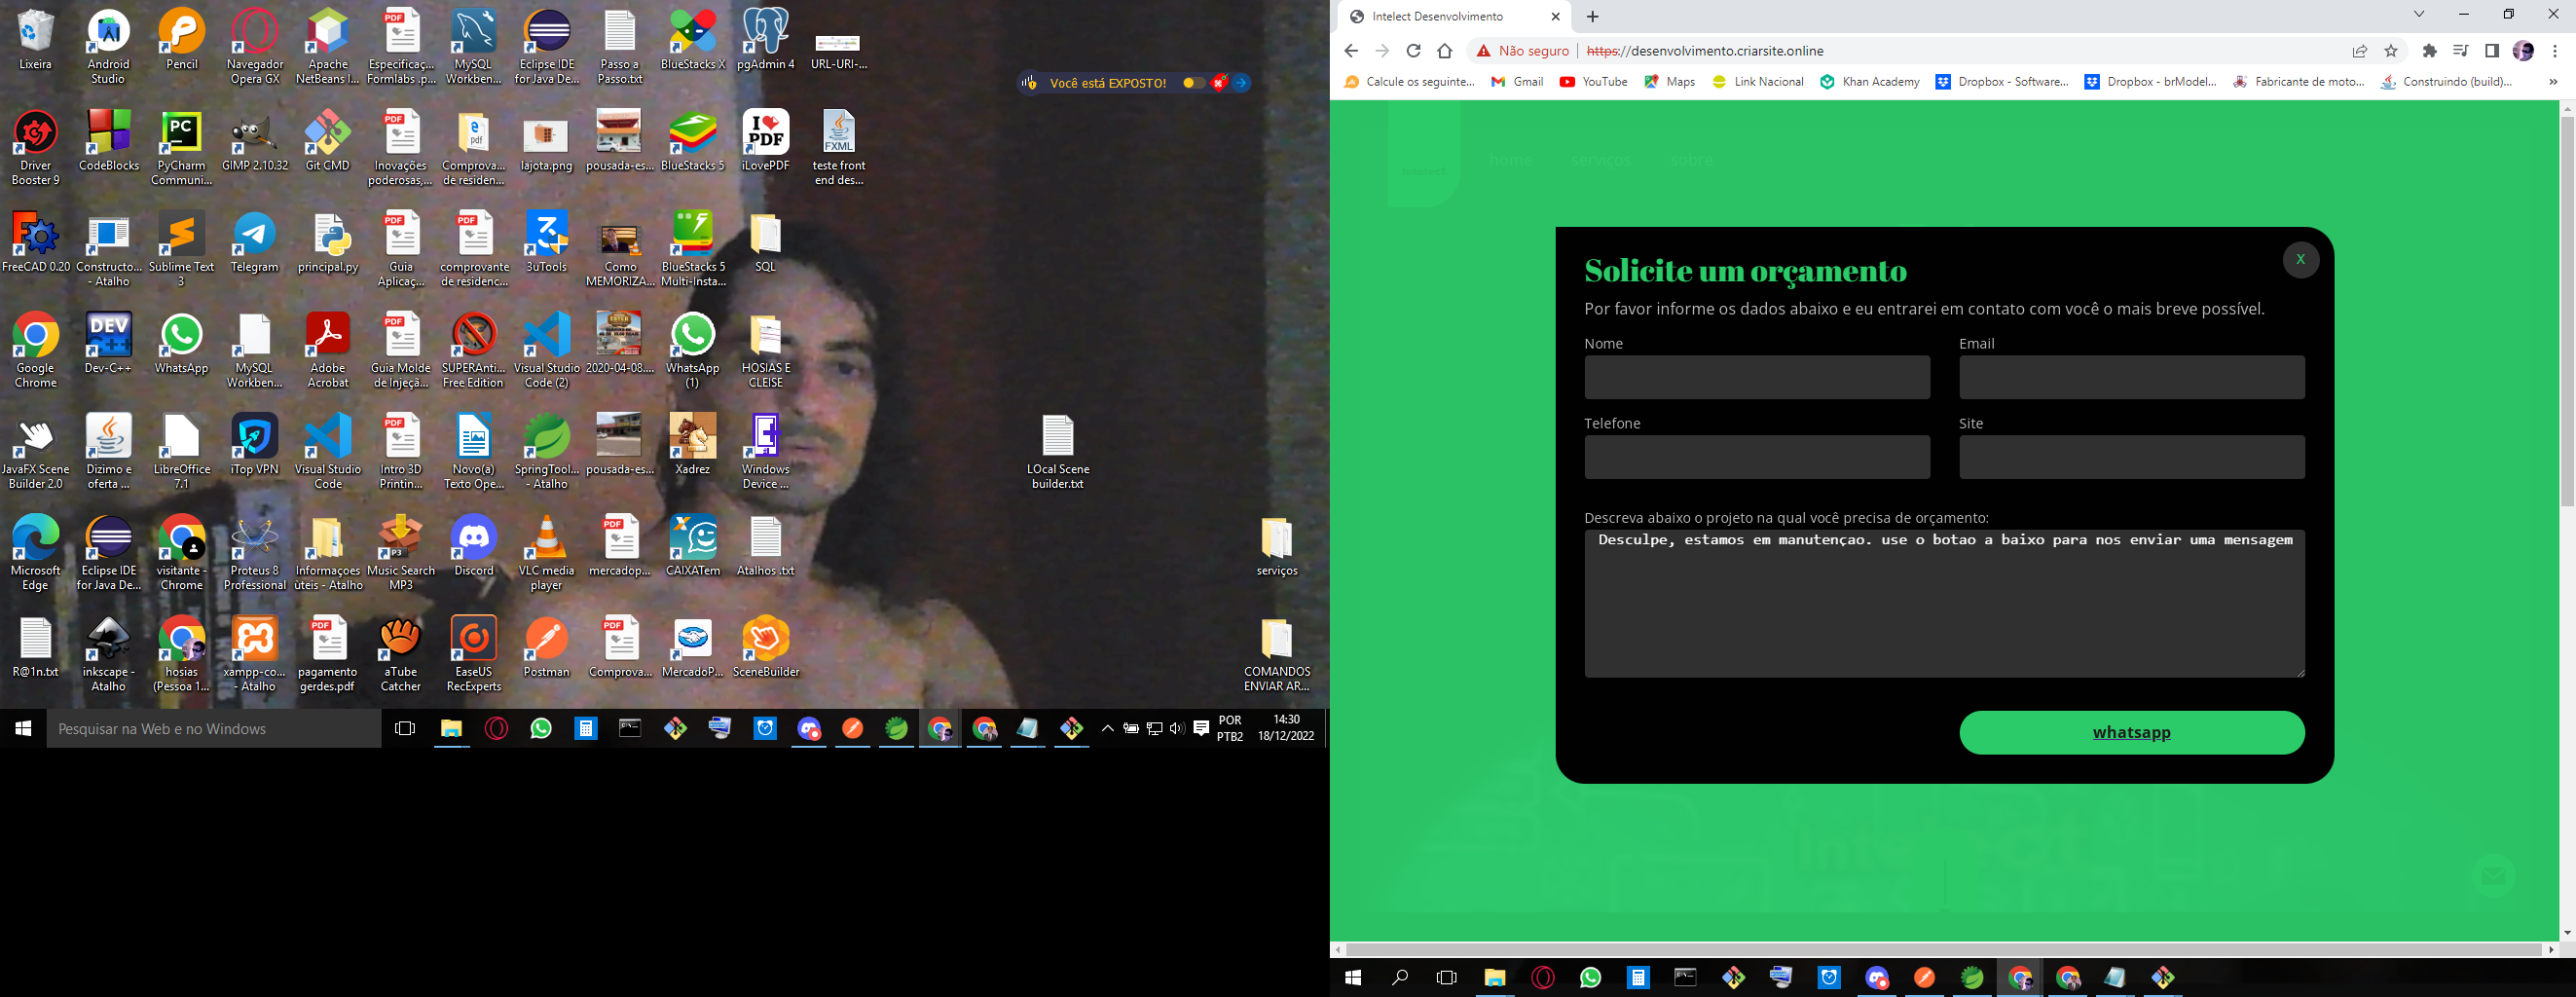 Lixeira
Android
Studio
Pencil
Navegador
Opera GX
Apache
NetBeans I...
Especificaç...
Formlabs .p...
MySQL
Workben...
Eclipse IDE
for Java De...
Passo a
Passo.txt
BlueStacks X
pgAdmin 4
URL-URI-...
Você está EXPOSTO!
Driver
Booster 9
CodeBlocks
PyCharm
Communi...
GIMP 2.10.32
Git CMD
Inovações
poderosas,...
Comprova...
de residen...
lajota.png
pousada-es...
BlueStacks 5
iLovePDF
teste front
end des...
FreeCAD 0.20
Constructo...
- Atalho
Sublime Text
3
Telegram
principal.py
Guia
Aplicaç...
comprovante
de residenc...
3uTools
Como
MEMORIZA...
BlueStacks 5
Multi-Insta...
SQL
Google
Chrome
Dev-C++
WhatsApp
MySQL
Workben...
Adobe
Acrobat
Guia Molde
de Injeçã...
SUPERAnti...
Free Edition
Visual Studio
Code (2)
2020-04-08....
WhatsApp
(1)
HOSIAS E
CLEISE
JavaFX Scene
Builder 2.0
Dizimo e
oferta ...
LibreOffice
7.1
iTop VPN
Visual Studio
Code
Intro 3D
Printin...
Novo(a)
Texto Ope...
SpringTool...
- Atalho
pousada-es...
Xadrez
Windows
Device ...
LOcal Scene
builder.txt
Microsoft
Edge
Eclipse IDE
for Java De...
visitante -
Chrome
Proteus 8
Professional
Informaçoes
ùteis - Atalho
Music Search
MP3
Discord
VLC media
player
mercadop...
CAIXATem
Atalhos .txt
serviços
R@1n.txt
inkscape -
Atalho
hosias
(Pessoa 1...
xampp-co...
- Atalho
pagamento
gerdes.pdf
aTube
Catcher
EaseUS
RecExperts
Postman
Comprova...
MercadoP...
SceneBuilder
COMANDOS
ENVIAR AR...
Pesquisar na Web e no Windows
POR
PTB2
14:30
18/12/2022
Intelect Desenvolvimento
Não seguro
https://desenvolvimento.criarsite.online
Calcule os seguinte...
Gmail
YouTube
Maps
Link Nacional
Khan Academy
Dropbox - Software...
Dropbox - brModel...
Fabricante de moto...
Construindo (build)...
home
serviços
sobre
Solicite um orçamento
X
Por favor informe os dados abaixo e eu entrarei em contato com você o mais breve possível.
Nome
Email
Telefone
Site
Descreva abaixo o projeto na qual você precisa de orçamento:
Desculpe, estamos em manutençao. use o botao a baixo para nos enviar uma mensagem
whatsapp